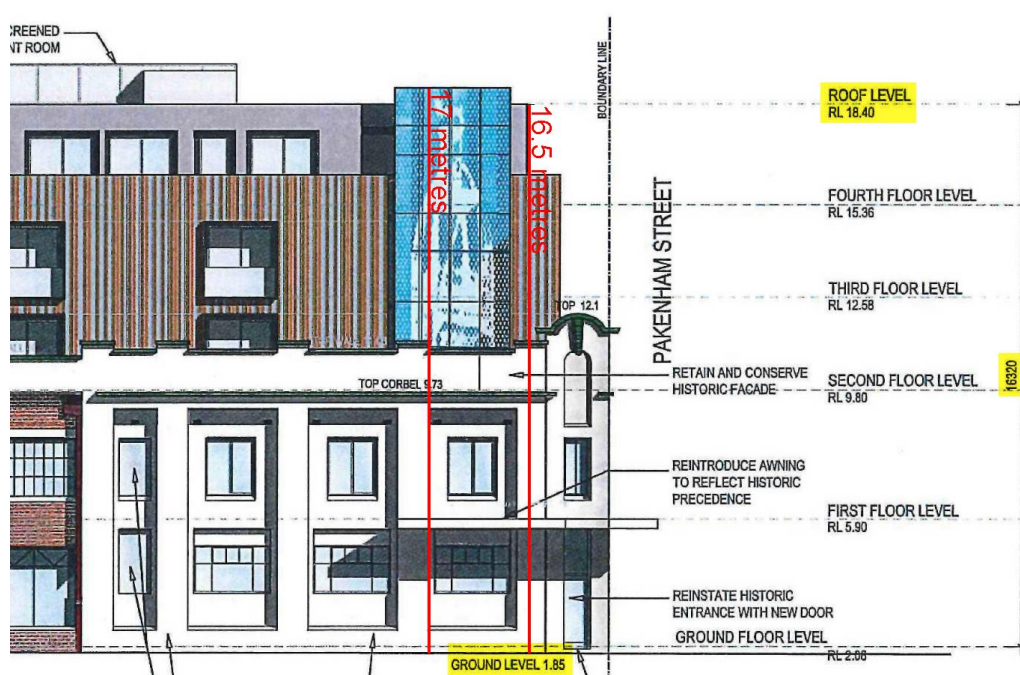 CREENED
NT ROOM
BOUNDARY LINE
ROOF LEVEL
RL 18.40
17 metres
16.5 metres
PAKENHAM STREET
FOURTH FLOOR LEVEL
RL 15.36
THIRD FLOOR LEVEL
RL 12.58
TOP 12.1
RETAIN AND CONSERVE
HISTORIC FACADE
SECOND FLOOR LEVEL
RL 9.80
16320
TOP CORBEL 9.73
REINTRODUCE AWNING
TO REFLECT HISTORIC
PRECEDENCE
FIRST FLOOR LEVEL
RL 5.90
REINSTATE HISTORIC
ENTRANCE WITH NEW DOOR
GROUND FLOOR LEVEL
GROUND LEVEL 1.85